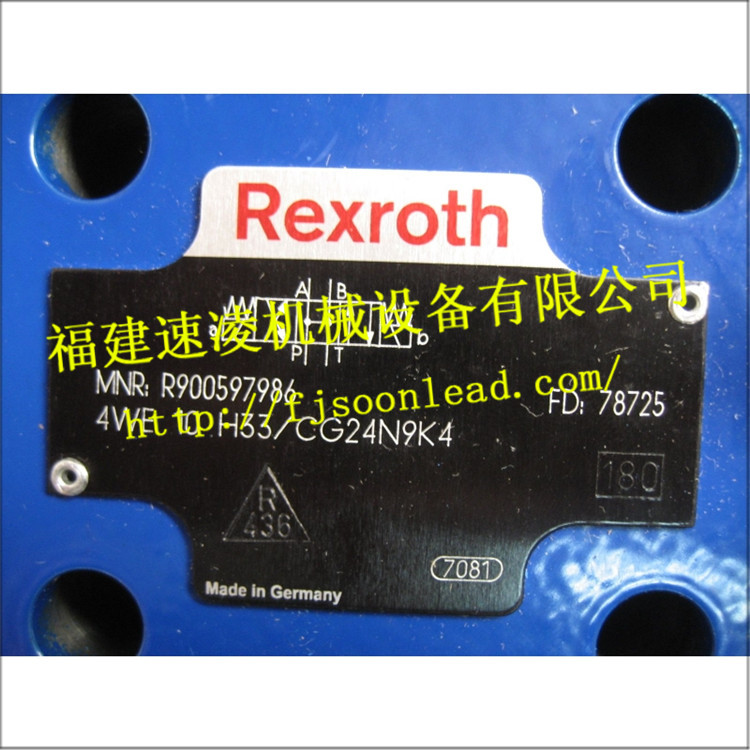 Rexroth
A B
福建速凌机械设备有限公司
a b
P T
MNR: R900597986
FD: 78725
http://fjsoonlead.com
4WE H33/CG24N9K4
R
436
180
7081
Made in Germany